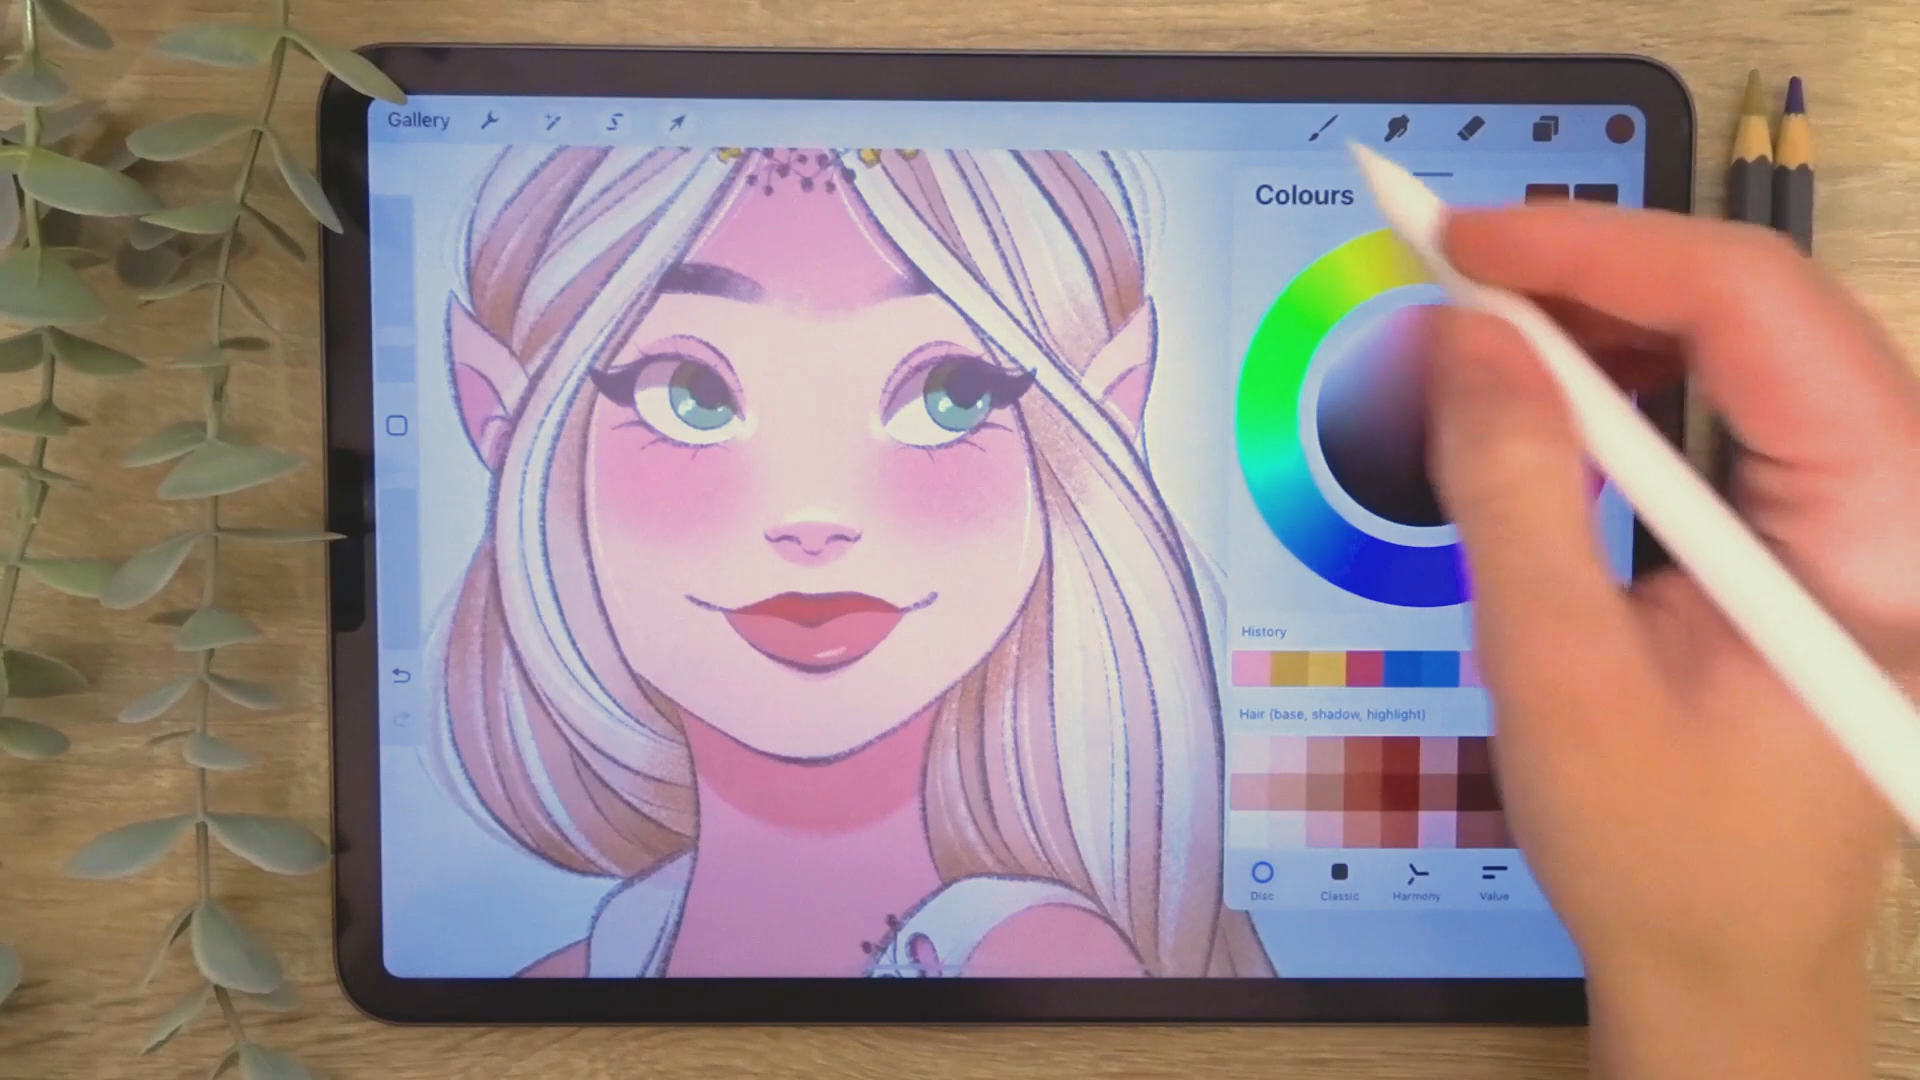 Gallery
Colours
History
Hair (base, shadow, highlight)
Disc
Classic
Harmony
Value